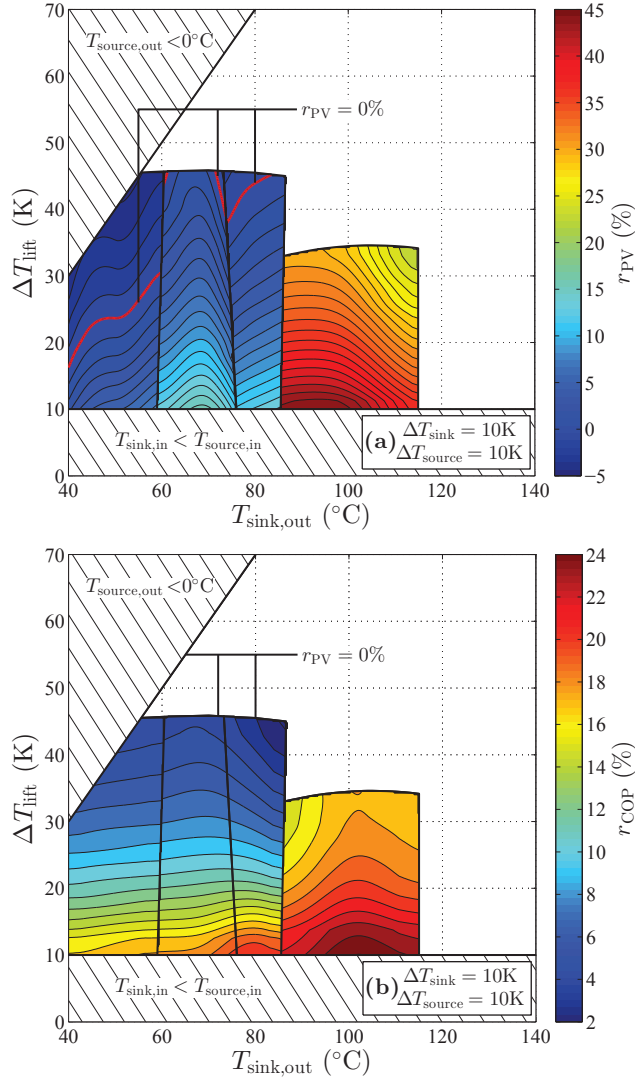 T_source,out <0°C
r_PV = 0%
ΔT_lift (K)
70
60
50
40
30
20
10
0
T_sink,in < T_source,in
(a)
ΔT_sink = 10K
ΔT_source = 10K
40 60 80 100 120 140
T_sink,out (°C)
45
40
35
30
25
20
15
10
5
0
−5
r_PV (%)
T_source,out <0°C
r_PV = 0%
ΔT_lift (K)
70
60
50
40
30
20
10
0
T_sink,in < T_source,in
(b)
ΔT_sink = 10K
ΔT_source = 10K
40 60 80 100 120 140
T_sink,out (°C)
24
22
20
18
16
14
12
10
8
6
4
2
r_COP (%)